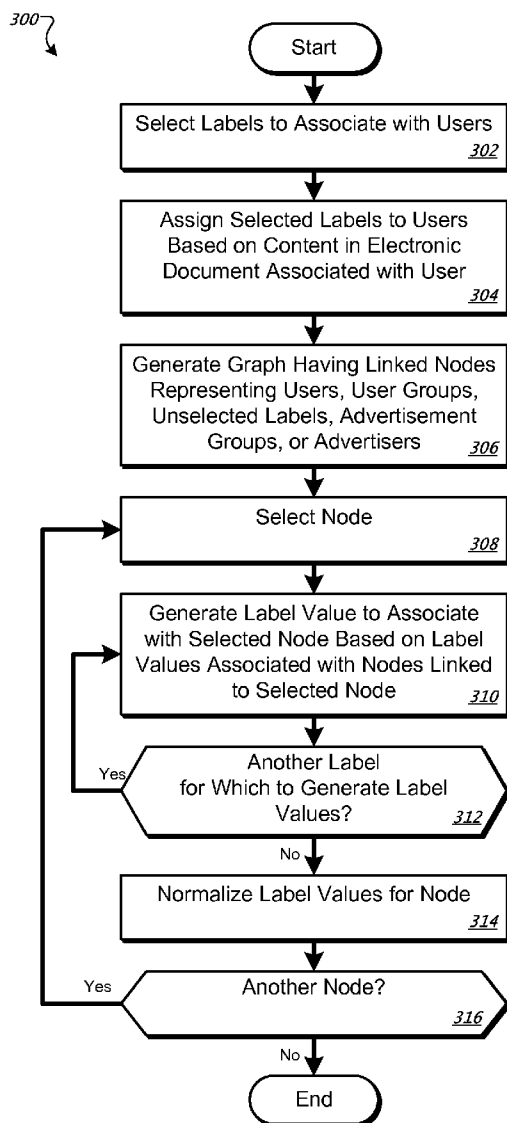 300
Start
Select Labels to Associate with Users
302
Assign Selected Labels to Users
Based on Content in Electronic
Document Associated with User
304
Generate Graph Having Linked Nodes
Representing Users, User Groups,
Unselected Labels, Advertisement
Groups, or Advertisers
306
Select Node
308
Generate Label Value to Associate
with Selected Node Based on Label
Values Associated with Nodes Linked
to Selected Node
310
Yes
Another Label
for Which to Generate Label
Values?
312
No
Normalize Label Values for Node
314
Yes
Another Node?
316
No
End